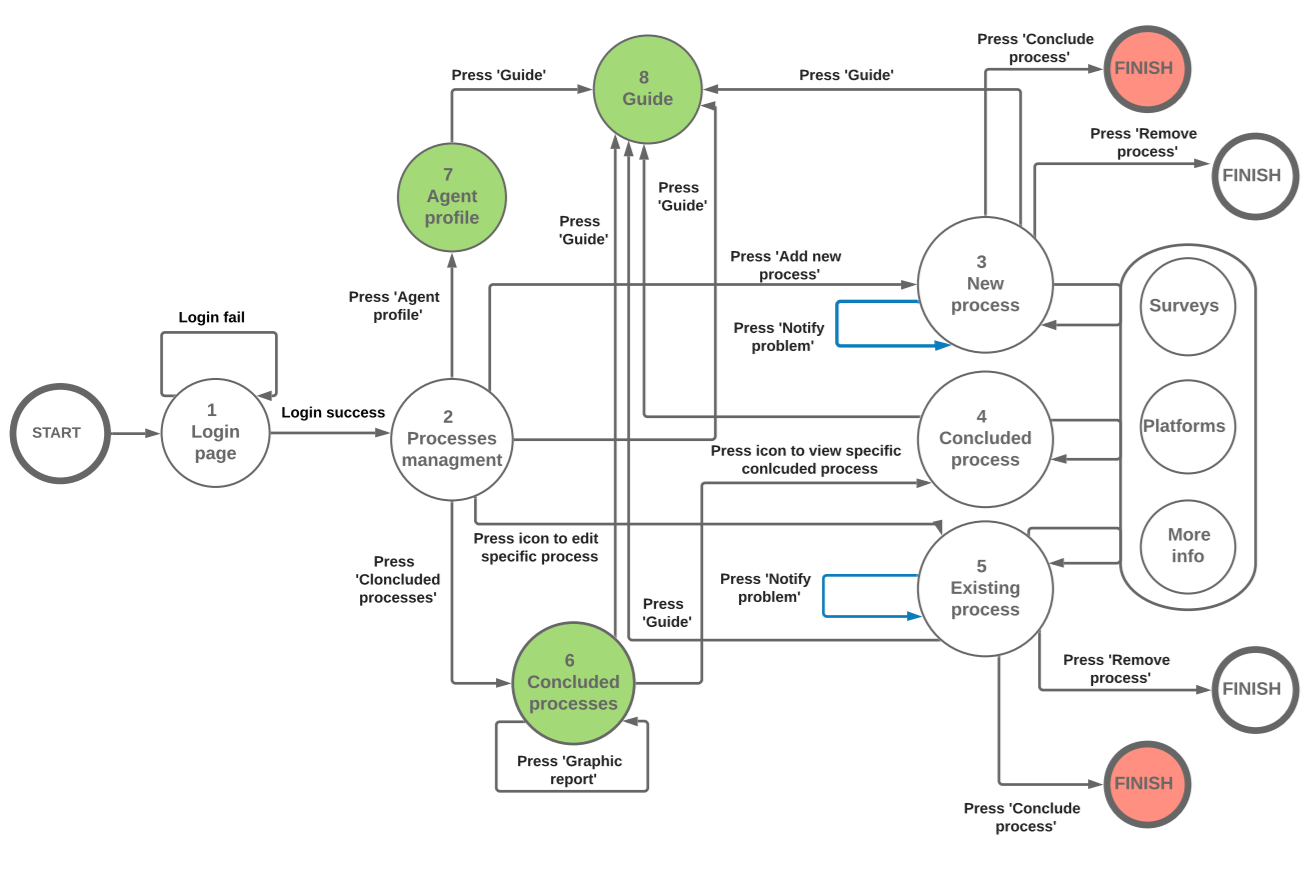 Press 'Conclude
process'
FINISH
Press 'Guide'
8
Guide
Press 'Guide'
Press 'Remove
process'
FINISH
7
Agent
profile
Press
'Guide'
Press
'Guide'
Press 'Add new
process'
3
New
process
Surveys
Press 'Agent
profile'
Login fail
Press 'Notify
problem'
START
1
Login
page
Login success
2
Processes
managment
4
Concluded
process
Platforms
Press icon to view specific
conlcuded process
Press icon to edit
specific process
More
info
Press
'Cloncluded
processes'
Press 'Notify
problem'
5
Existing
process
Press
'Guide'
6
Concluded
processes
Press 'Remove
process'
FINISH
Press 'Graphic
report'
FINISH
Press 'Conclude
process'